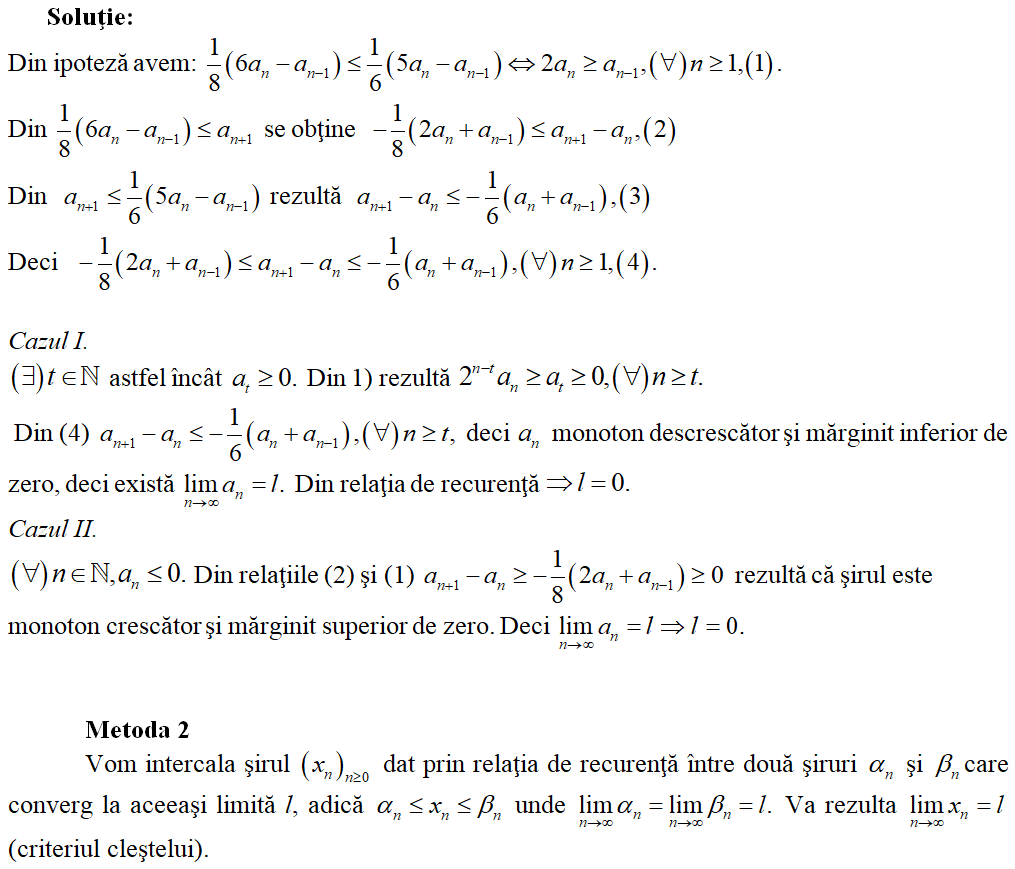 Soluţie:
Din ipoteză avem: $\frac{1}{8}(6a_n - a_{n-1}) \leq \frac{1}{6}(5a_n - a_{n-1}) \Leftrightarrow 2a_n \geq a_{n-1}, (\forall) n \geq 1, (1).$
Din $\frac{1}{8}(6a_n - a_{n-1}) \leq a_{n+1}$ se obţine $-\frac{1}{8}(2a_n + a_{n-1}) \leq a_{n+1} - a_n, (2)$
Din $a_{n+1} \leq \frac{1}{6}(5a_n - a_{n-1})$ rezultă $a_{n+1} - a_n \leq -\frac{1}{6}(a_n + a_{n-1}), (3)$
Deci $-\frac{1}{8}(2a_n + a_{n-1}) \leq a_{n+1} - a_n \leq -\frac{1}{6}(a_n + a_{n-1}), (\forall) n \geq 1, (4).$
Cazul I.
$(\exists) t \in \mathbb{N}$ astfel încât $a_t \geq 0.$ Din 1) rezultă $2^{n-t} a_n \geq a_t \geq 0, (\forall) n \geq t.$
Din (4) $a_{n+1} - a_n \leq -\frac{1}{6}(a_n + a_{n-1}), (\forall) n \geq t,$ deci $a_n$ monoton descrescător şi mărginit inferior de
zero, deci există $\lim_{n \to \infty} a_n = l.$ Din relaţia de recurenţă $\Rightarrow l = 0.$
Cazul II.
$(\forall) n \in \mathbb{N}, a_n \leq 0.$ Din relaţiile (2) şi (1) $a_{n+1} - a_n \geq -\frac{1}{8}(2a_n + a_{n-1}) \geq 0$ rezultă că şirul este
monoton crescător şi mărginit superior de zero. Deci $\lim_{n \to \infty} a_n = l \Rightarrow l = 0.$
Metoda 2
Vom intercala şirul $(x_n)_{n \geq 0}$ dat prin relaţia de recurenţă între două şiruri $\alpha_n$ şi $\beta_n$ care
converg la aceeaşi limită l, adică $\alpha_n \leq x_n \leq \beta_n$ unde $\lim_{n \to \infty} \alpha_n = \lim_{n \to \infty} \beta_n = l.$ Va rezulta $\lim_{n \to \infty} x_n = l$
(criteriul cleştelui).